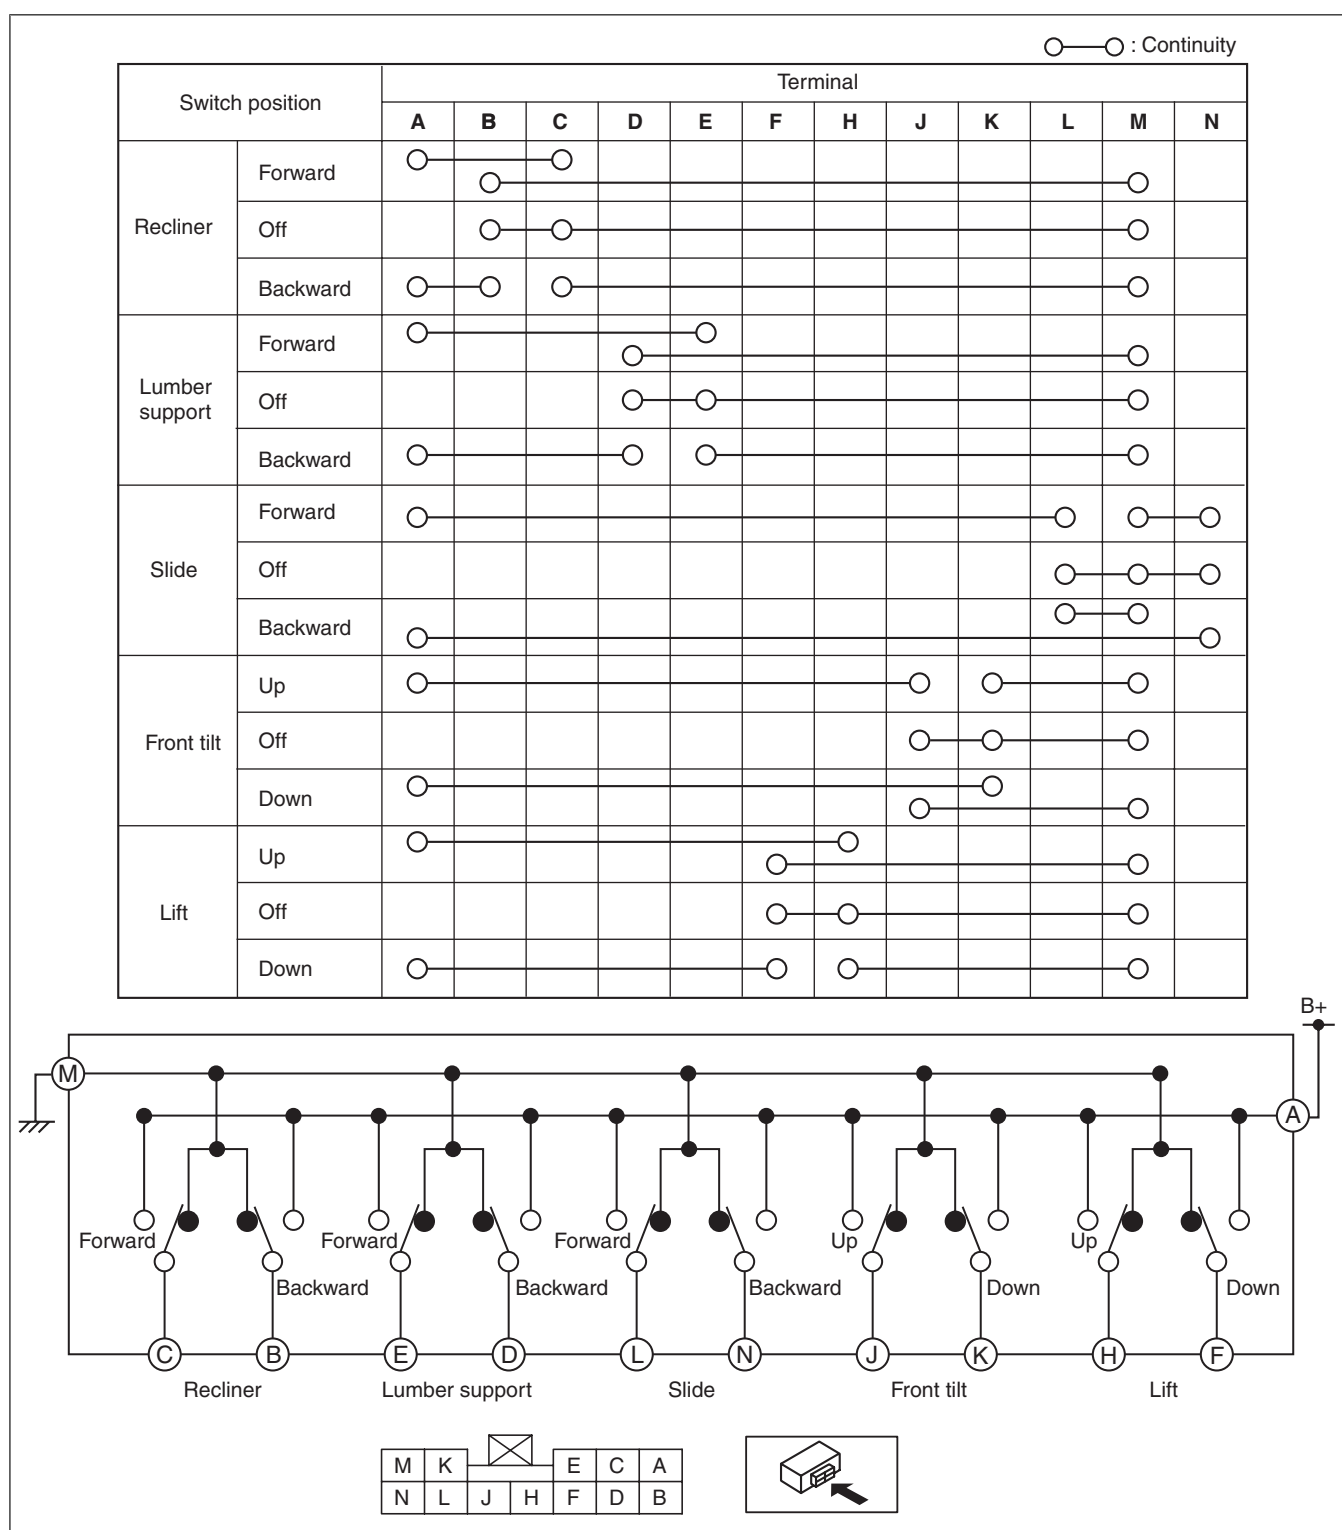 : Continuity
Switch position
Terminal
A B C D E F H J K L M N
Recliner
Forward
Off
Backward
Lumber
support
Forward
Off
Backward
Slide
Forward
Off
Backward
Front tilt
Up
Off
Down
Lift
Up
Off
Down
B+
M
A
Forward Forward Forward Up Up
Backward Backward Backward Down Down
C B E D L N J K H F
Recliner Lumber support Slide Front tilt Lift
M K E C A
N L J H F D B